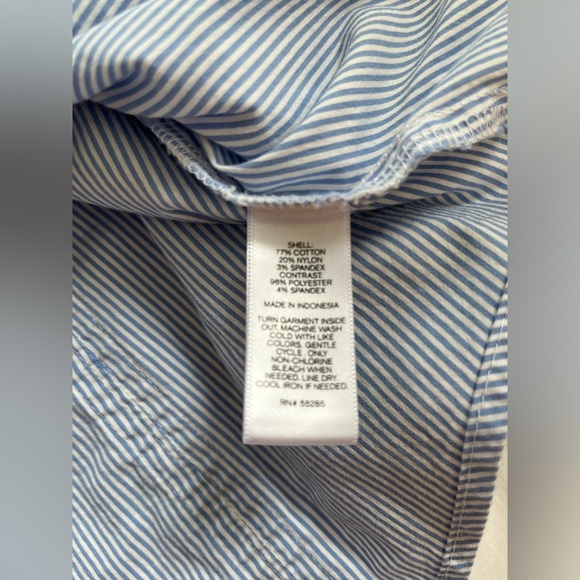 SHELL:
77% COTTON
20% NYLON
3% SPANDEX
CONTRAST:
96% POLYESTER
4% SPANDEX
MADE IN INDONESIA
TURN GARMENT INSIDE
OUT. MACHINE WASH
COLD WITH LIKE
COLORS. GENTLE
CYCLE. ONLY
NON-CHLORINE
BLEACH WHEN
NEEDED. LINE DRY.
COOL IRON IF NEEDED.
RN# 55285